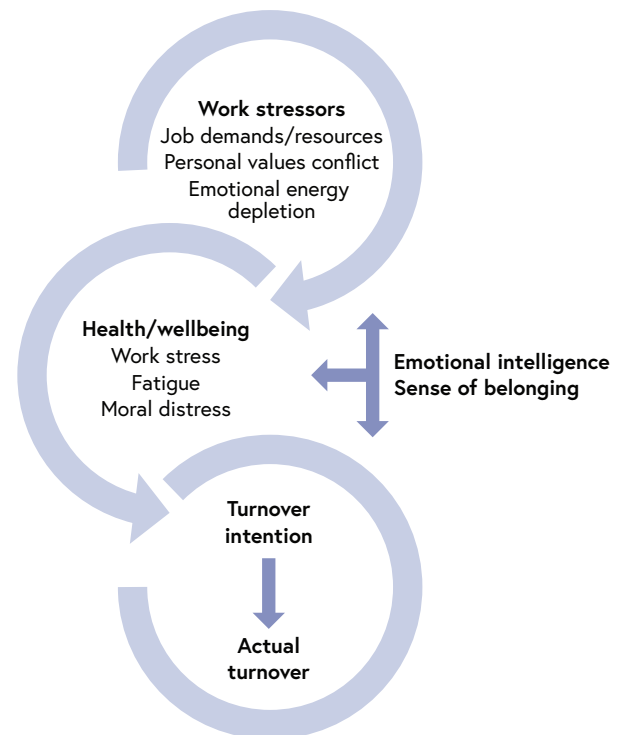 Work stressors
Job demands/resources
Personal values conflict
Emotional energy
depletion
Health/wellbeing
Work stress
Fatigue
Moral distress
Emotional intelligence
Sense of belonging
Turnover
intention
Actual
turnover